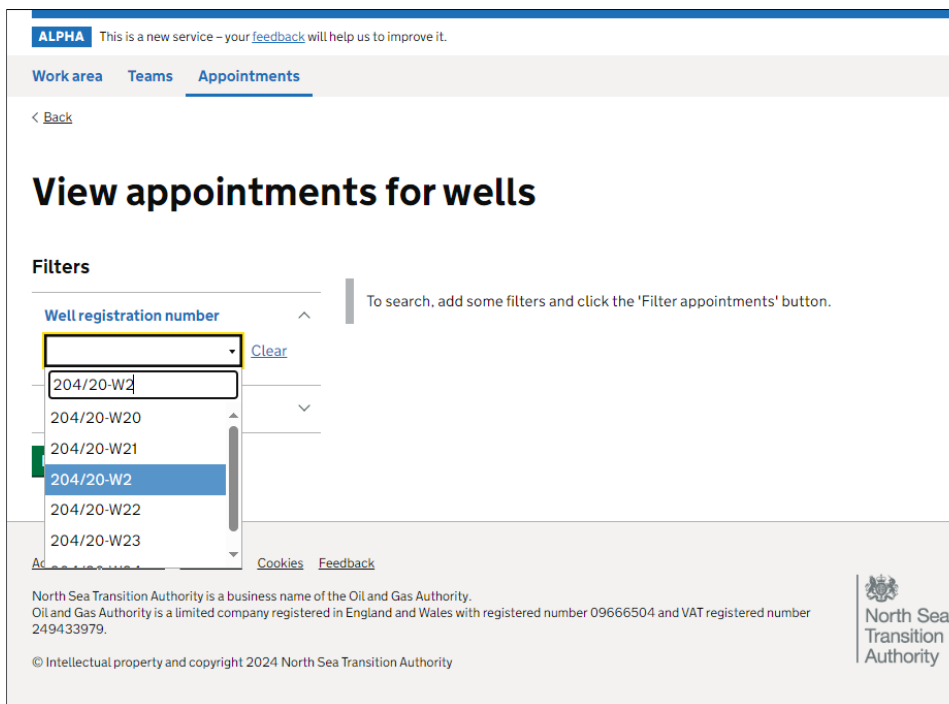 ALPHA This is a new service – your feedback will help us to improve it.
Work area Teams Appointments
Back
View appointments for wells
Filters
To search, add some filters and click the 'Filter appointments' button.
Well registration number
Clear
204/20-W2
204/20-W20
204/20-W21
204/20-W2
204/20-W22
204/20-W23
Cookies Feedback
North Sea Transition Authority is a business name of the Oil and Gas Authority.
Oil and Gas Authority is a limited company registered in England and Wales with registered number 09666504 and VAT registered number
249433979.
© Intellectual property and copyright 2024 North Sea Transition Authority
North Sea
Transition
Authority